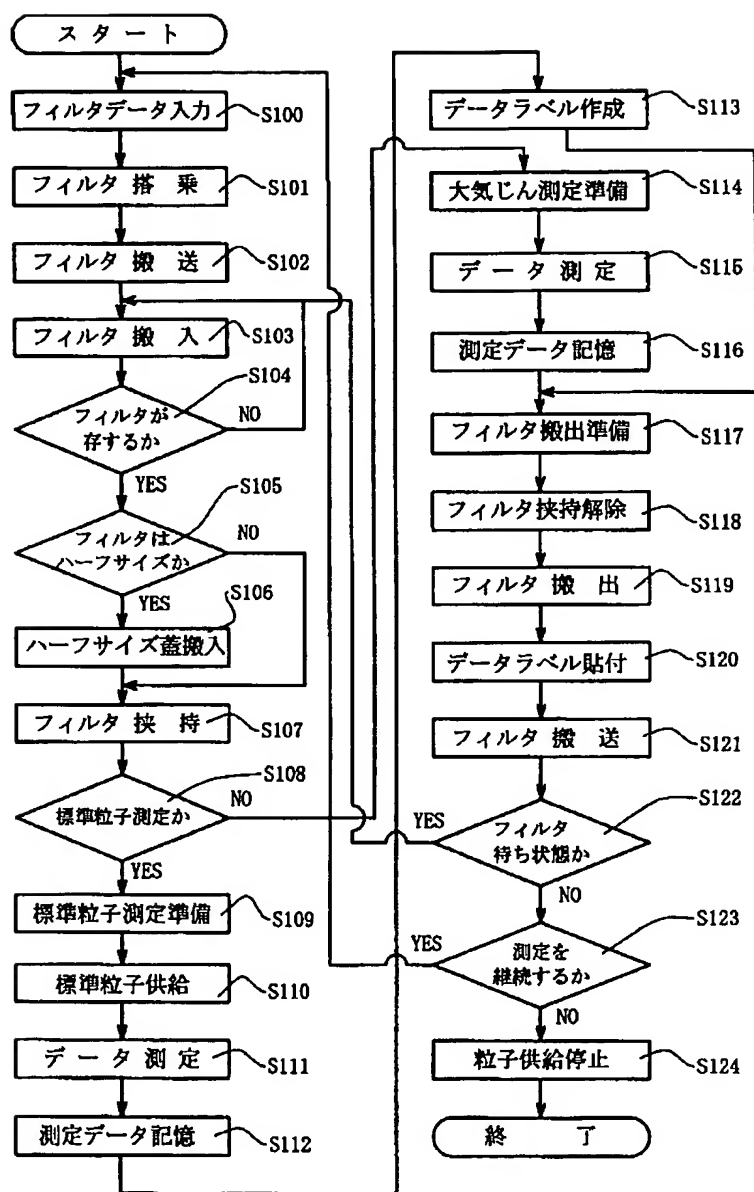 スタート
フィルタデータ入力 S100
フィルタ 搭 乗 S101
フィルタ 搬 送 S102
フィルタ 搬 入 S103
S104
フィルタが NO
存するか
YES
S105
フィルタは NO
ハーフサイズか
YES
S106
ハーフサイズ蓋搬入
フィルタ 挟 持 S107
S108
標準粒子測定か NO
YES
標準粒子測定準備 S109
標準粒子供給 S110
データ 測 定 S111
測定データ記憶 S112
データラベル作成 S113
大気じん測定準備 S114
データ 測 定 S115
測定データ記憶 S116
フィルタ搬出準備 S117
フィルタ挟持解除 S118
フィルタ 搬 出 S119
データラベル貼付 S120
フィルタ 搬 送 S121
S122
YES フィルタ
待ち状態か
NO
S123
YES 測定を
継続するか
NO
粒子供給停止 S124
終 了